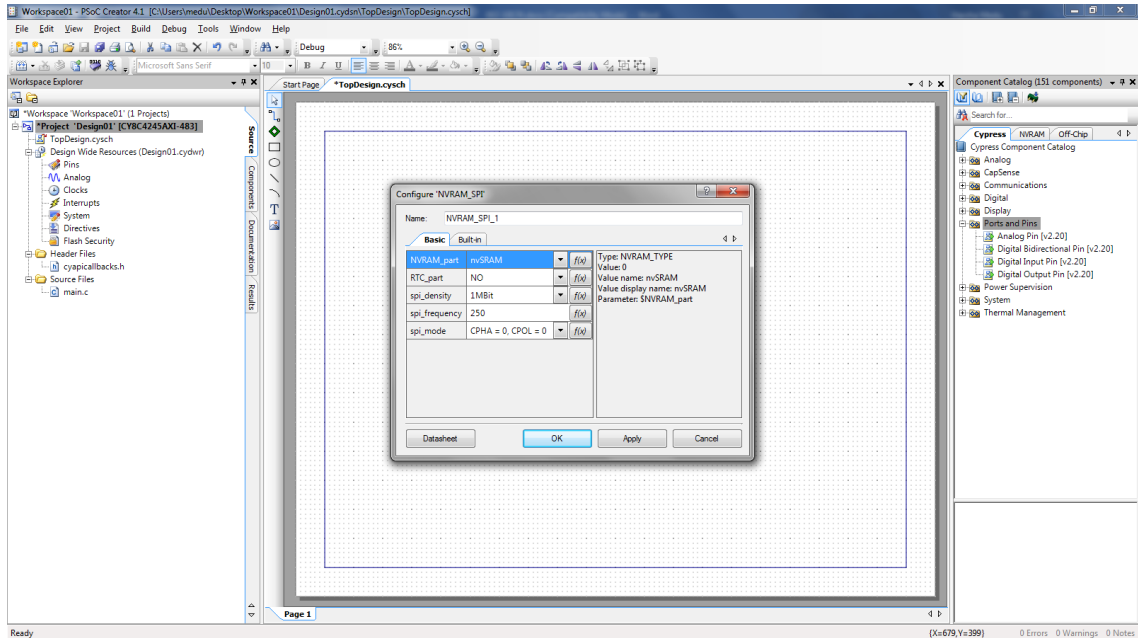 Workspace01 - PSoC Creator 4.1 [C:\Users\medu\Desktop\Workspace01\Design01.cydsn\TopDesign\TopDesign.cysch]
File Edit View Project Build Debug Tools Window Help
Debug 86%
Microsoft Sans Serif 10 B I U A
Workspace Explorer
Workspace 'Workspace01' (1 Projects)
*Project 'Design01' [CY8C4245AXI-483]
TopDesign.cysch
Design Wide Resources (Design01.cydwr)
Pins
Analog
Clocks
Interrupts
System
Directives
Flash Security
Header Files
cyapicallbacks.h
Source Files
main.c
Source
Components
Documentation
Results
Start Page *TopDesign.cysch
T
Configure 'NVRAM_SPI'
Name: NVRAM_SPI_1
Basic Built-in
NVRAM_part nvSRAM f(x)
RTC_part NO f(x)
spi_density 1MBit f(x)
spi_frequency 250 f(x)
spi_mode CPHA = 0, CPOL = 0 f(x)
Type: NVRAM_TYPE
Value: 0
Value name: nvSRAM
Value display name: nvSRAM
Parameter: $NVRAM_part
Datasheet OK Apply Cancel
Page 1
Component Catalog (151 components)
Search for...
Cypress NVRAM Off-Chip
Cypress Component Catalog
Analog
CapSense
Communications
Digital
Display
Ports and Pins
Analog Pin [v2.20]
Digital Bidirectional Pin [v2.20]
Digital Input Pin [v2.20]
Digital Output Pin [v2.20]
Power Supervision
System
Thermal Management
Ready {X=679,Y=399} 0 Errors 0 Warnings 0 Notes